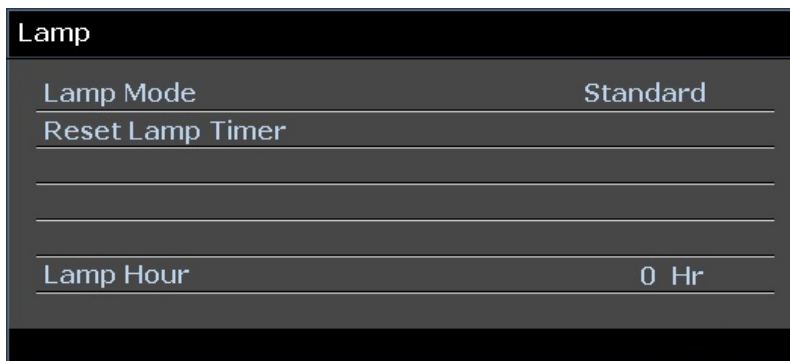 Lamp
Lamp Mode Standard
Reset Lamp Timer
Lamp Hour 0 Hr